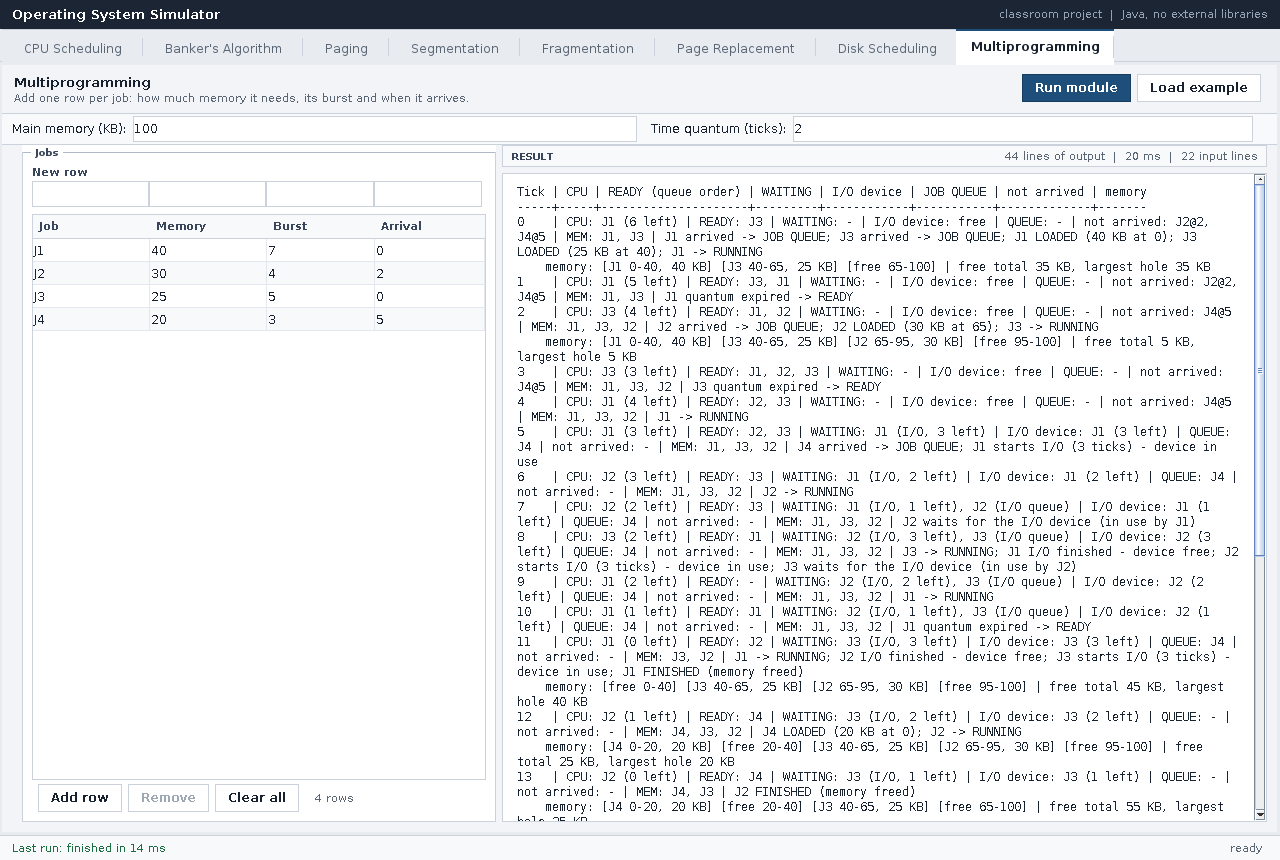 Operating System Simulator
classroom project | Java, no external libraries
CPU Scheduling
Banker's Algorithm
Paging
Segmentation
Fragmentation
Page Replacement
Disk Scheduling
Multiprogramming
Multiprogramming
Add one row per job: how much memory it needs, its burst and when it arrives.
Run module
Load example
Main memory (KB): 100
Time quantum (ticks): 2
Jobs
New row
Job Memory Burst Arrival
J1 40 7 0
J2 30 4 2
J3 25 5 0
J4 20 3 5
Add row
Remove
Clear all
4 rows
RESULT
44 lines of output | 20 ms | 22 input lines
Tick | CPU | READY (queue order) | WAITING | I/O device | JOB QUEUE | not arrived | memory
-----+-----+---------------------+---------+------------+-----------+-------------+-------
0    | CPU: J1 (6 left) | READY: J3 | WAITING: - | I/O device: free | QUEUE: - | not arrived: J2@2,
J4@5 | MEM: J1, J3 | J1 arrived -> JOB QUEUE; J3 arrived -> JOB QUEUE; J1 LOADED (40 KB at 0); J3
LOADED (25 KB at 40); J1 -> RUNNING
    memory: [J1 0-40, 40 KB] [J3 40-65, 25 KB] [free 65-100] | free total 35 KB, largest hole 35 KB
1    | CPU: J1 (5 left) | READY: J3, J1 | WAITING: - | I/O device: free | QUEUE: - | not arrived: J2@2,
J4@5 | MEM: J1, J3 | J1 quantum expired -> READY
2    | CPU: J3 (4 left) | READY: J1, J2 | WAITING: - | I/O device: free | QUEUE: - | not arrived: J4@5
| MEM: J1, J3, J2 | J2 arrived -> JOB QUEUE; J2 LOADED (30 KB at 65); J3 -> RUNNING
    memory: [J1 0-40, 40 KB] [J3 40-65, 25 KB] [J2 65-95, 30 KB] [free 95-100] | free total 5 KB,
largest hole 5 KB
3    | CPU: J3 (3 left) | READY: J1, J2, J3 | WAITING: - | I/O device: free | QUEUE: - | not arrived:
J4@5 | MEM: J1, J3, J2 | J3 quantum expired -> READY
4    | CPU: J1 (4 left) | READY: J2, J3 | WAITING: - | I/O device: free | QUEUE: - | not arrived: J4@5
| MEM: J1, J3, J2 | J1 -> RUNNING
5    | CPU: J1 (3 left) | READY: J2, J3 | WAITING: J1 (I/O, 3 left) | I/O device: J1 (3 left) | QUEUE:
J4 | not arrived: - | MEM: J1, J3, J2 | J4 arrived -> JOB QUEUE; J1 starts I/O (3 ticks) - device in
use
6    | CPU: J2 (3 left) | READY: J3 | WAITING: J1 (I/O, 2 left) | I/O device: J1 (2 left) | QUEUE: J4 |
not arrived: - | MEM: J1, J3, J2 | J2 -> RUNNING
7    | CPU: J2 (2 left) | READY: J3 | WAITING: J1 (I/O, 1 left), J2 (I/O queue) | I/O device: J1 (1
left) | QUEUE: J4 | not arrived: - | MEM: J1, J3, J2 | J2 waits for the I/O device (in use by J1)
8    | CPU: J3 (2 left) | READY: J1 | WAITING: J2 (I/O, 3 left), J3 (I/O queue) | I/O device: J2 (3
left) | QUEUE: J4 | not arrived: - | MEM: J1, J3, J2 | J3 -> RUNNING; J1 I/O finished - device free; J2
starts I/O (3 ticks) - device in use; J3 waits for the I/O device (in use by J2)
9    | CPU: J1 (2 left) | READY: - | WAITING: J2 (I/O, 2 left), J3 (I/O queue) | I/O device: J2 (2
left) | QUEUE: J4 | not arrived: - | MEM: J1, J3, J2 | J1 -> RUNNING
10   | CPU: J1 (1 left) | READY: J1 | WAITING: J2 (I/O, 1 left), J3 (I/O queue) | I/O device: J2 (1
left) | QUEUE: J4 | not arrived: - | MEM: J1, J3, J2 | J1 quantum expired -> READY
11   | CPU: J1 (0 left) | READY: J2 | WAITING: J3 (I/O, 3 left) | I/O device: J3 (3 left) | QUEUE: J4 |
not arrived: - | MEM: J3, J2 | J1 -> RUNNING; J2 I/O finished - device free; J3 starts I/O (3 ticks) -
device in use; J1 FINISHED (memory freed)
    memory: [free 0-40] [J3 40-65, 25 KB] [J2 65-95, 30 KB] [free 95-100] | free total 45 KB, largest
hole 40 KB
12   | CPU: J2 (1 left) | READY: J4 | WAITING: J3 (I/O, 2 left) | I/O device: J3 (2 left) | QUEUE: - |
not arrived: - | MEM: J4, J3, J2 | J4 LOADED (20 KB at 0); J2 -> RUNNING
    memory: [J4 0-20, 20 KB] [free 20-40] [J3 40-65, 25 KB] [J2 65-95, 30 KB] [free 95-100] | free
total 25 KB, largest hole 20 KB
13   | CPU: J2 (0 left) | READY: J4 | WAITING: J3 (I/O, 1 left) | I/O device: J3 (1 left) | QUEUE: - |
not arrived: - | MEM: J4, J3 | J2 FINISHED (memory freed)
    memory: [J4 0-20, 20 KB] [free 20-40] [J3 40-65, 25 KB] [free 65-100] | free total 55 KB, largest
hole 35 KB
Last run: finished in 14 ms
ready